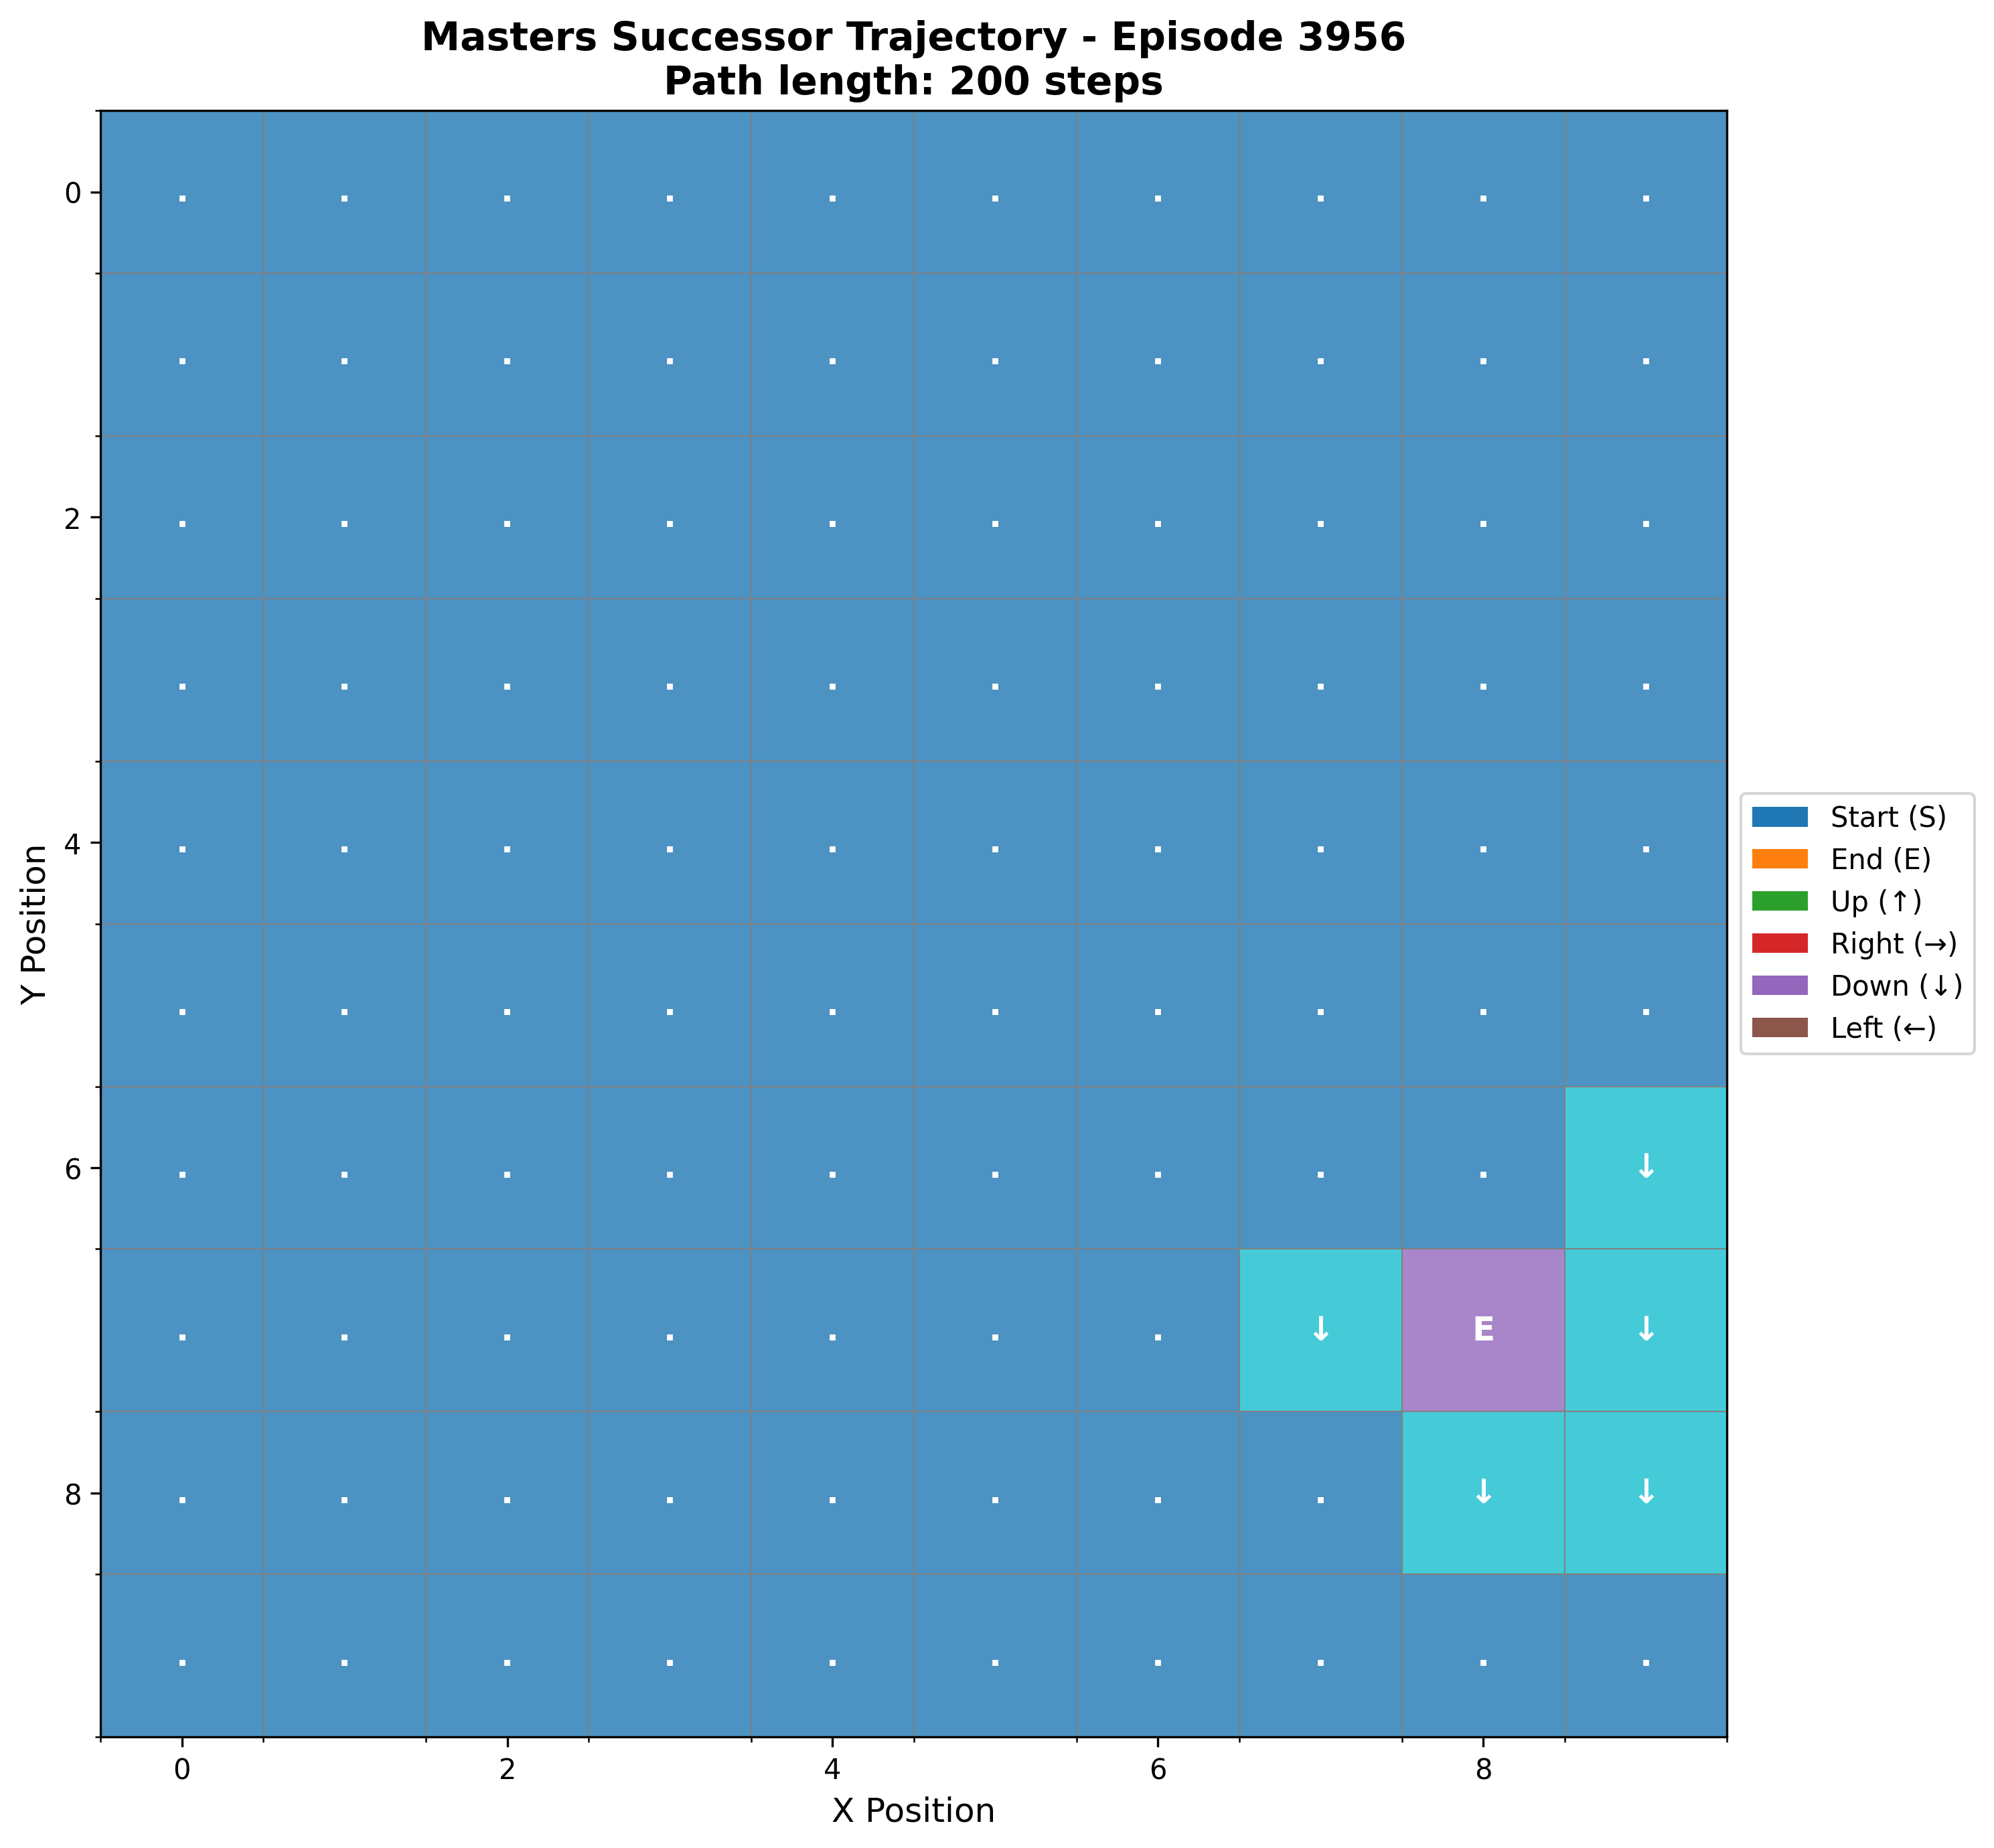 Masters Successor Trajectory - Episode 3956
Path length: 200 steps
0
2
4
6
8
Y Position
. . . . . . . . . .
. . . . . . . . . .
. . . . . . . . . .
. . . . . . . . . .
. . . . . . . . . .
. . . . . . . . . .
. . . . . . . . . ↓
. . . . . . . ↓ E ↓
. . . . . . . . ↓ ↓
. . . . . . . . . .
0 2 4 6 8
X Position
Start (S)
End (E)
Up (↑)
Right (→)
Down (↓)
Left (←)